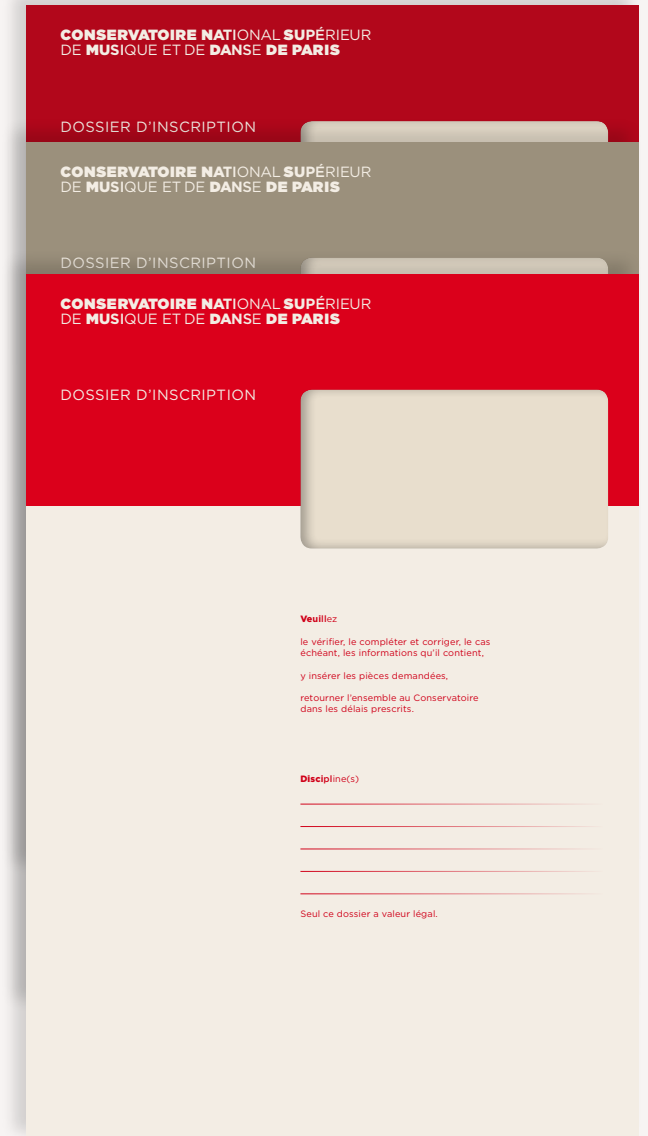 CONSERVATOIRE NATIONAL SUPÉRIEUR
DE MUSIQUE ET DE DANSE DE PARIS
DOSSIER D'INSCRIPTION
CONSERVATOIRE NATIONAL SUPÉRIEUR
DE MUSIQUE ET DE DANSE DE PARIS
DOSSIER D'INSCRIPTION
CONSERVATOIRE NATIONAL SUPÉRIEUR
DE MUSIQUE ET DE DANSE DE PARIS
DOSSIER D'INSCRIPTION
Veuillez
le vérifier, le compléter et corriger, le cas
échéant, les informations qu'il contient,
y insérer les pièces demandées,
retourner l'ensemble au Conservatoire
dans les délais prescrits.
Discipline(s)
Seul ce dossier a valeur légal.